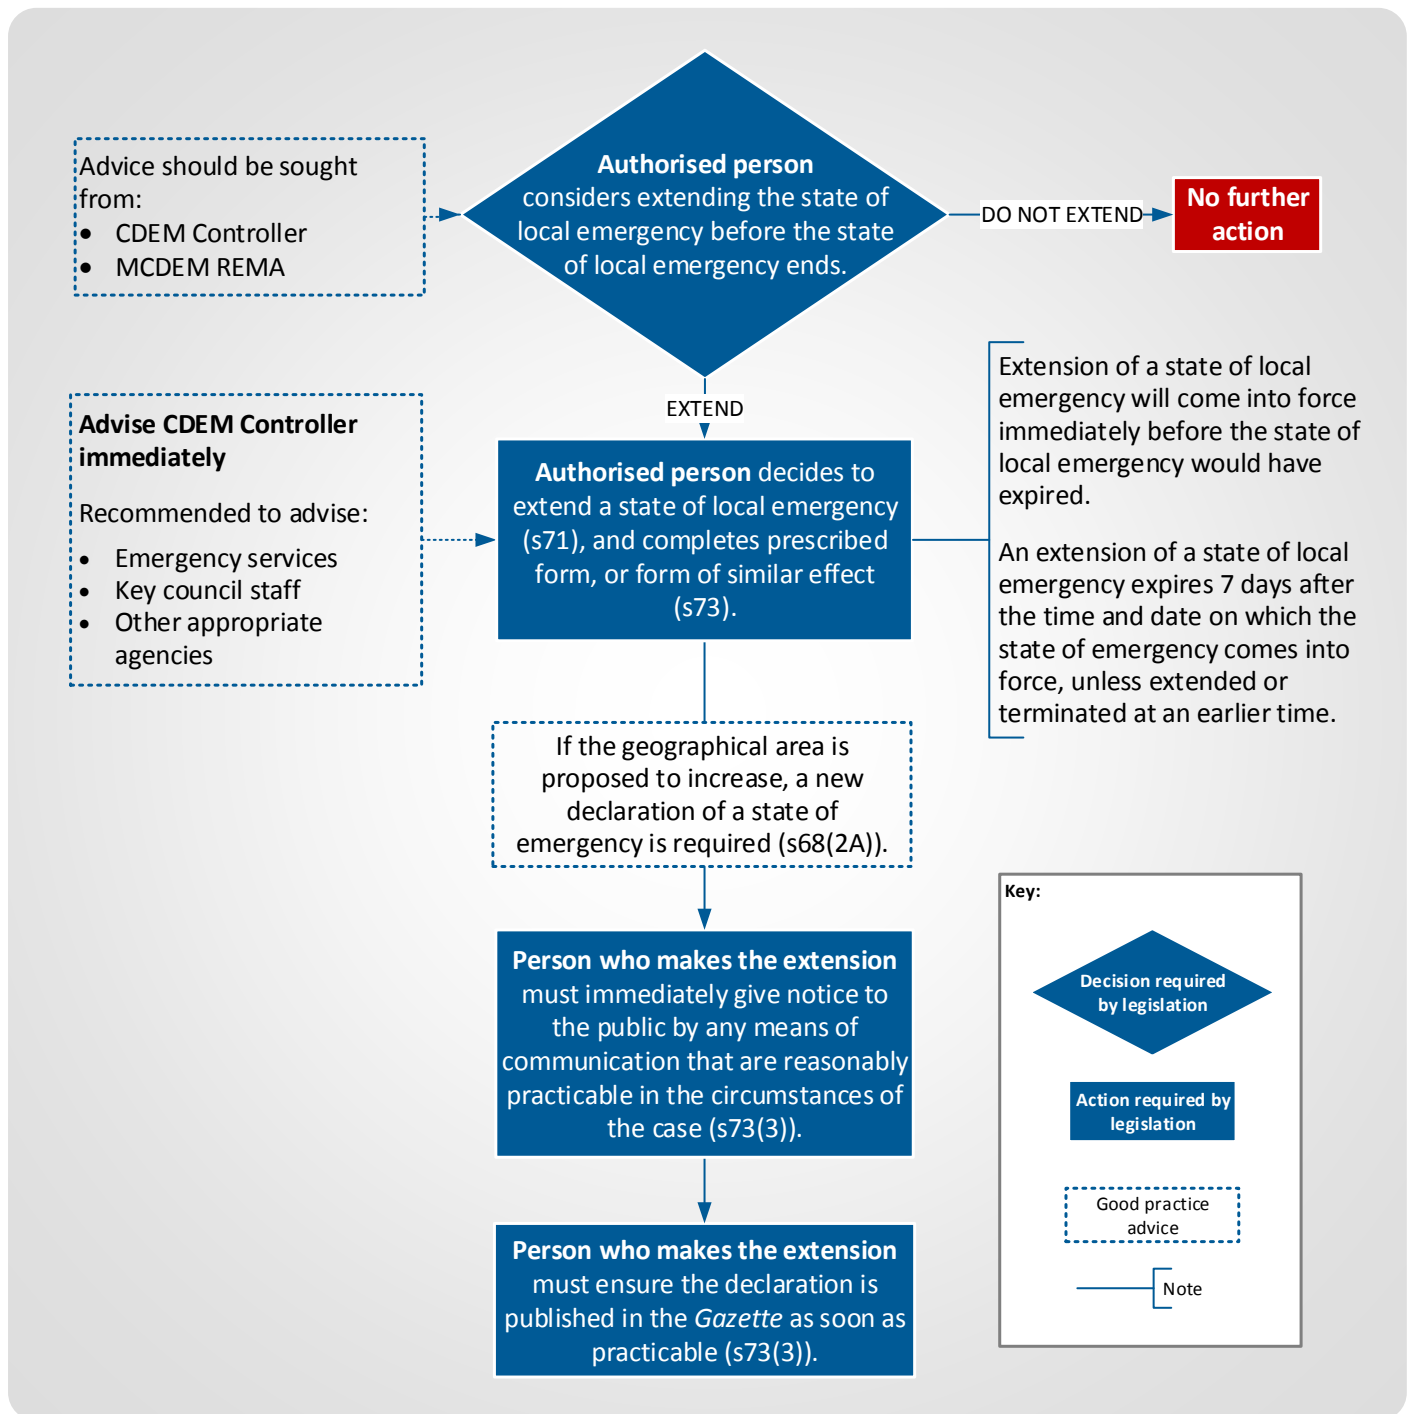 Advice should be sought
from:
• CDEM Controller
• MCDEM REMA
Authorised person
considers extending the state of
local emergency before the state
of local emergency ends.
DO NOT EXTEND
No further
action
EXTEND
Advise CDEM Controller
immediately
Recommended to advise:
• Emergency services
• Key council staff
• Other appropriate
agencies
Authorised person decides to
extend a state of local emergency
(s71), and completes prescribed
form, or form of similar effect
(s73).
Extension of a state of local
emergency will come into force
immediately before the state of
local emergency would have
expired.
An extension of a state of local
emergency expires 7 days after
the time and date on which the
state of emergency comes into
force, unless extended or
terminated at an earlier time.
If the geographical area is
proposed to increase, a new
declaration of a state of
emergency is required (s68(2A)).
Person who makes the extension
must immediately give notice to
the public by any means of
communication that are reasonably
practicable in the circumstances of
the case (s73(3)).
Person who makes the extension
must ensure the declaration is
published in the Gazette as soon as
practicable (s73(3)).
Key:
Decision required
by legislation
Action required by
legislation
Good practice
advice
Note